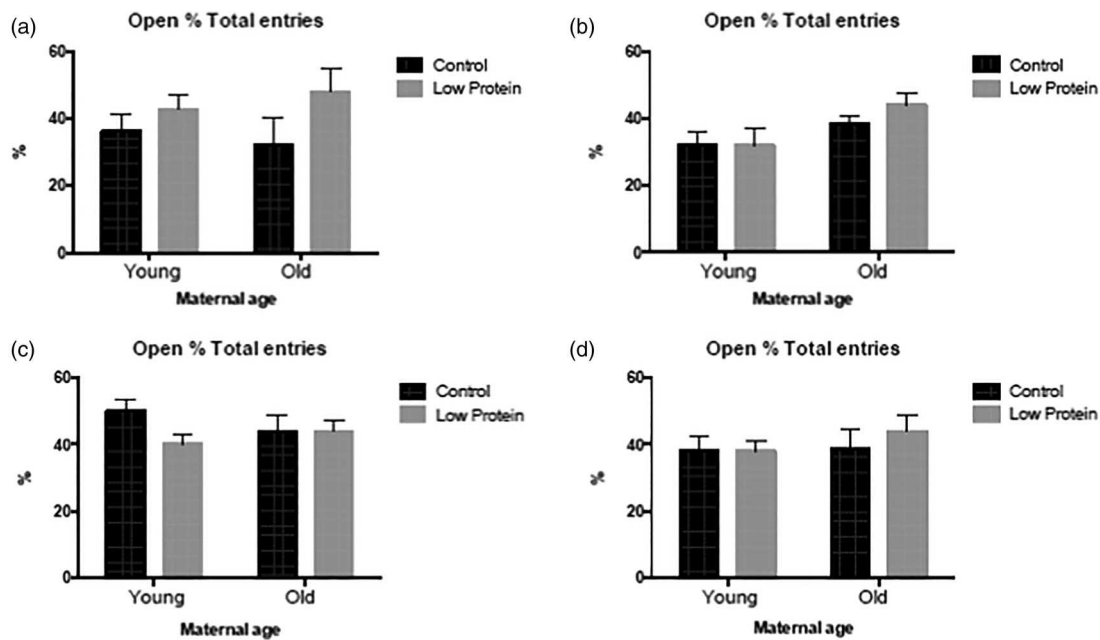 (a)
Open % Total entries
60
40
20
0
%
Young
Old
Maternal age
Control
Low Protein
(b)
Open % Total entries
60
40
20
0
%
Young
Old
Maternal age
Control
Low Protein
(c)
Open % Total entries
60
40
20
0
%
Young
Old
Maternal age
Control
Low Protein
(d)
Open % Total entries
60
40
20
0
%
Young
Old
Maternal age
Control
Low Protein